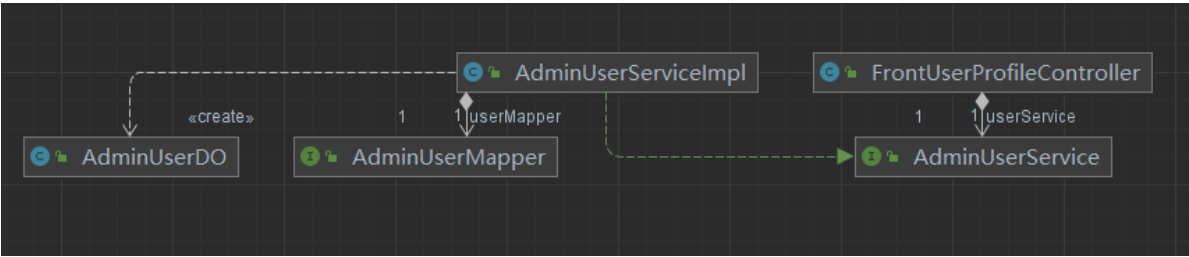 C AdminUserServiceImpl
C FrontUserProfileController
«create»
1 1 userMapper
1 1 userService
C AdminUserDO
I AdminUserMapper
I AdminUserService